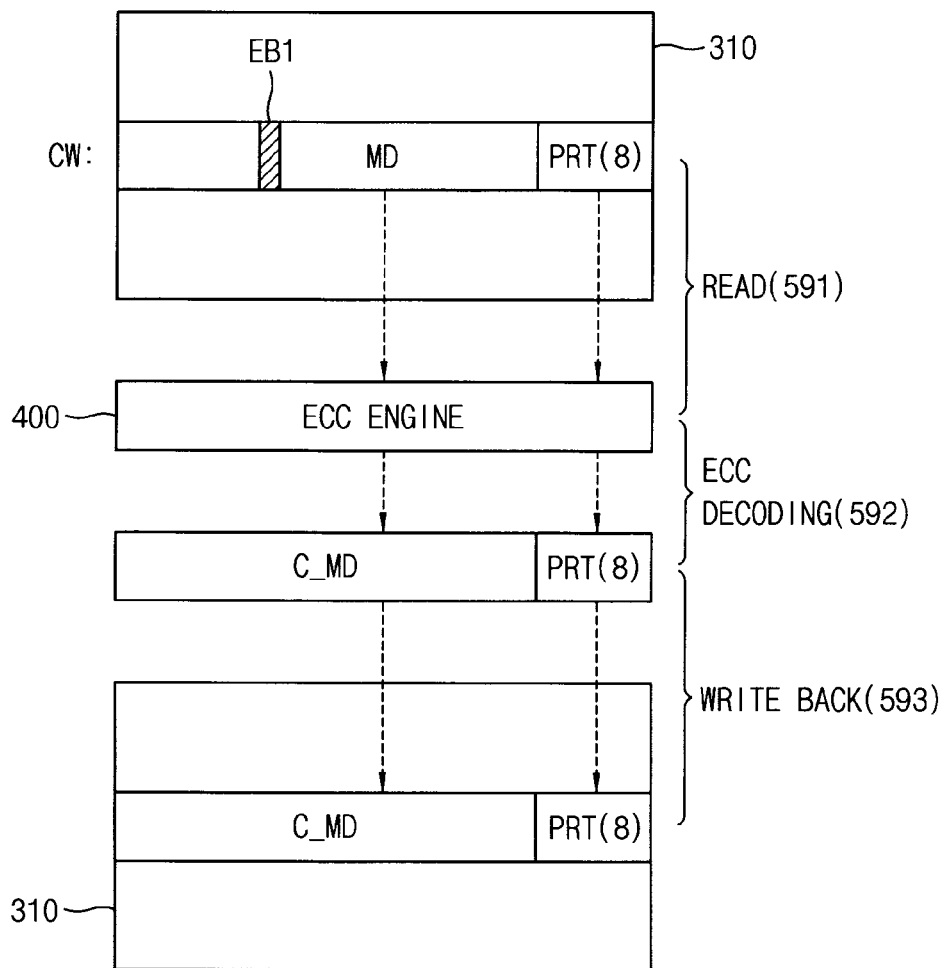 EB1
310
CW:
MD
PRT(8)
READ(591)
400
ECC ENGINE
ECC
DECODING(592)
C_MD
PRT(8)
WRITE BACK(593)
C_MD
PRT(8)
310